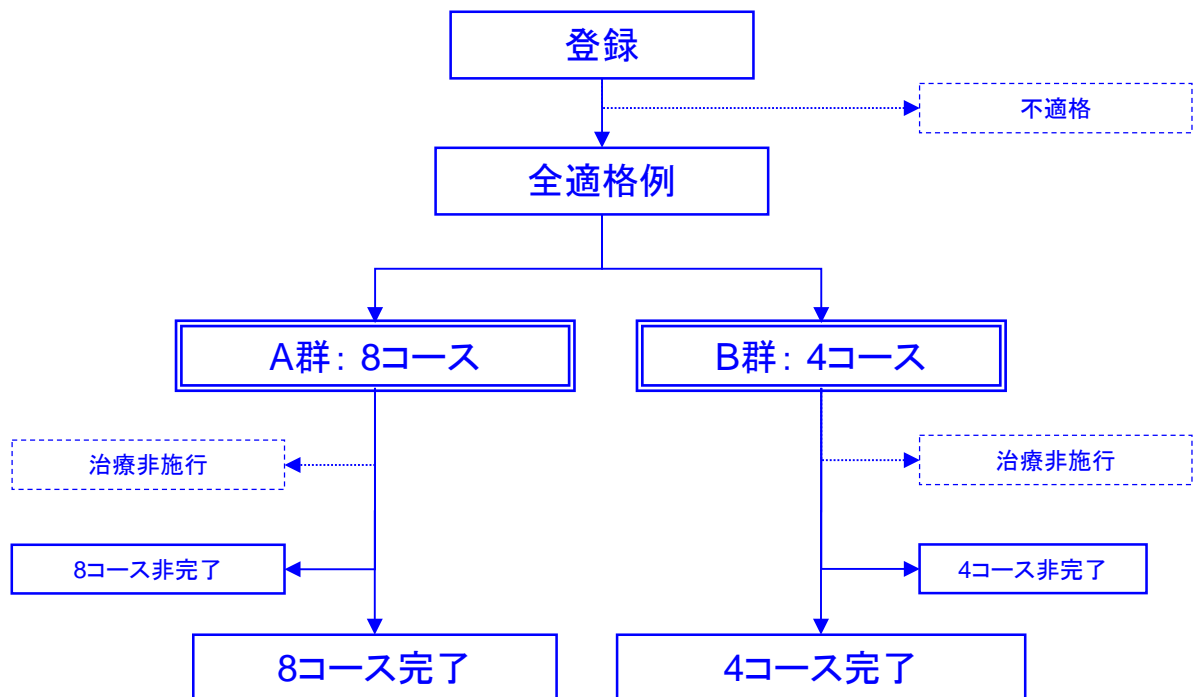 登録
不適格
全適格例
A群：8コース
B群：4コース
治療非施行
治療非施行
8コース非完了
4コース非完了
8コース完了
4コース完了